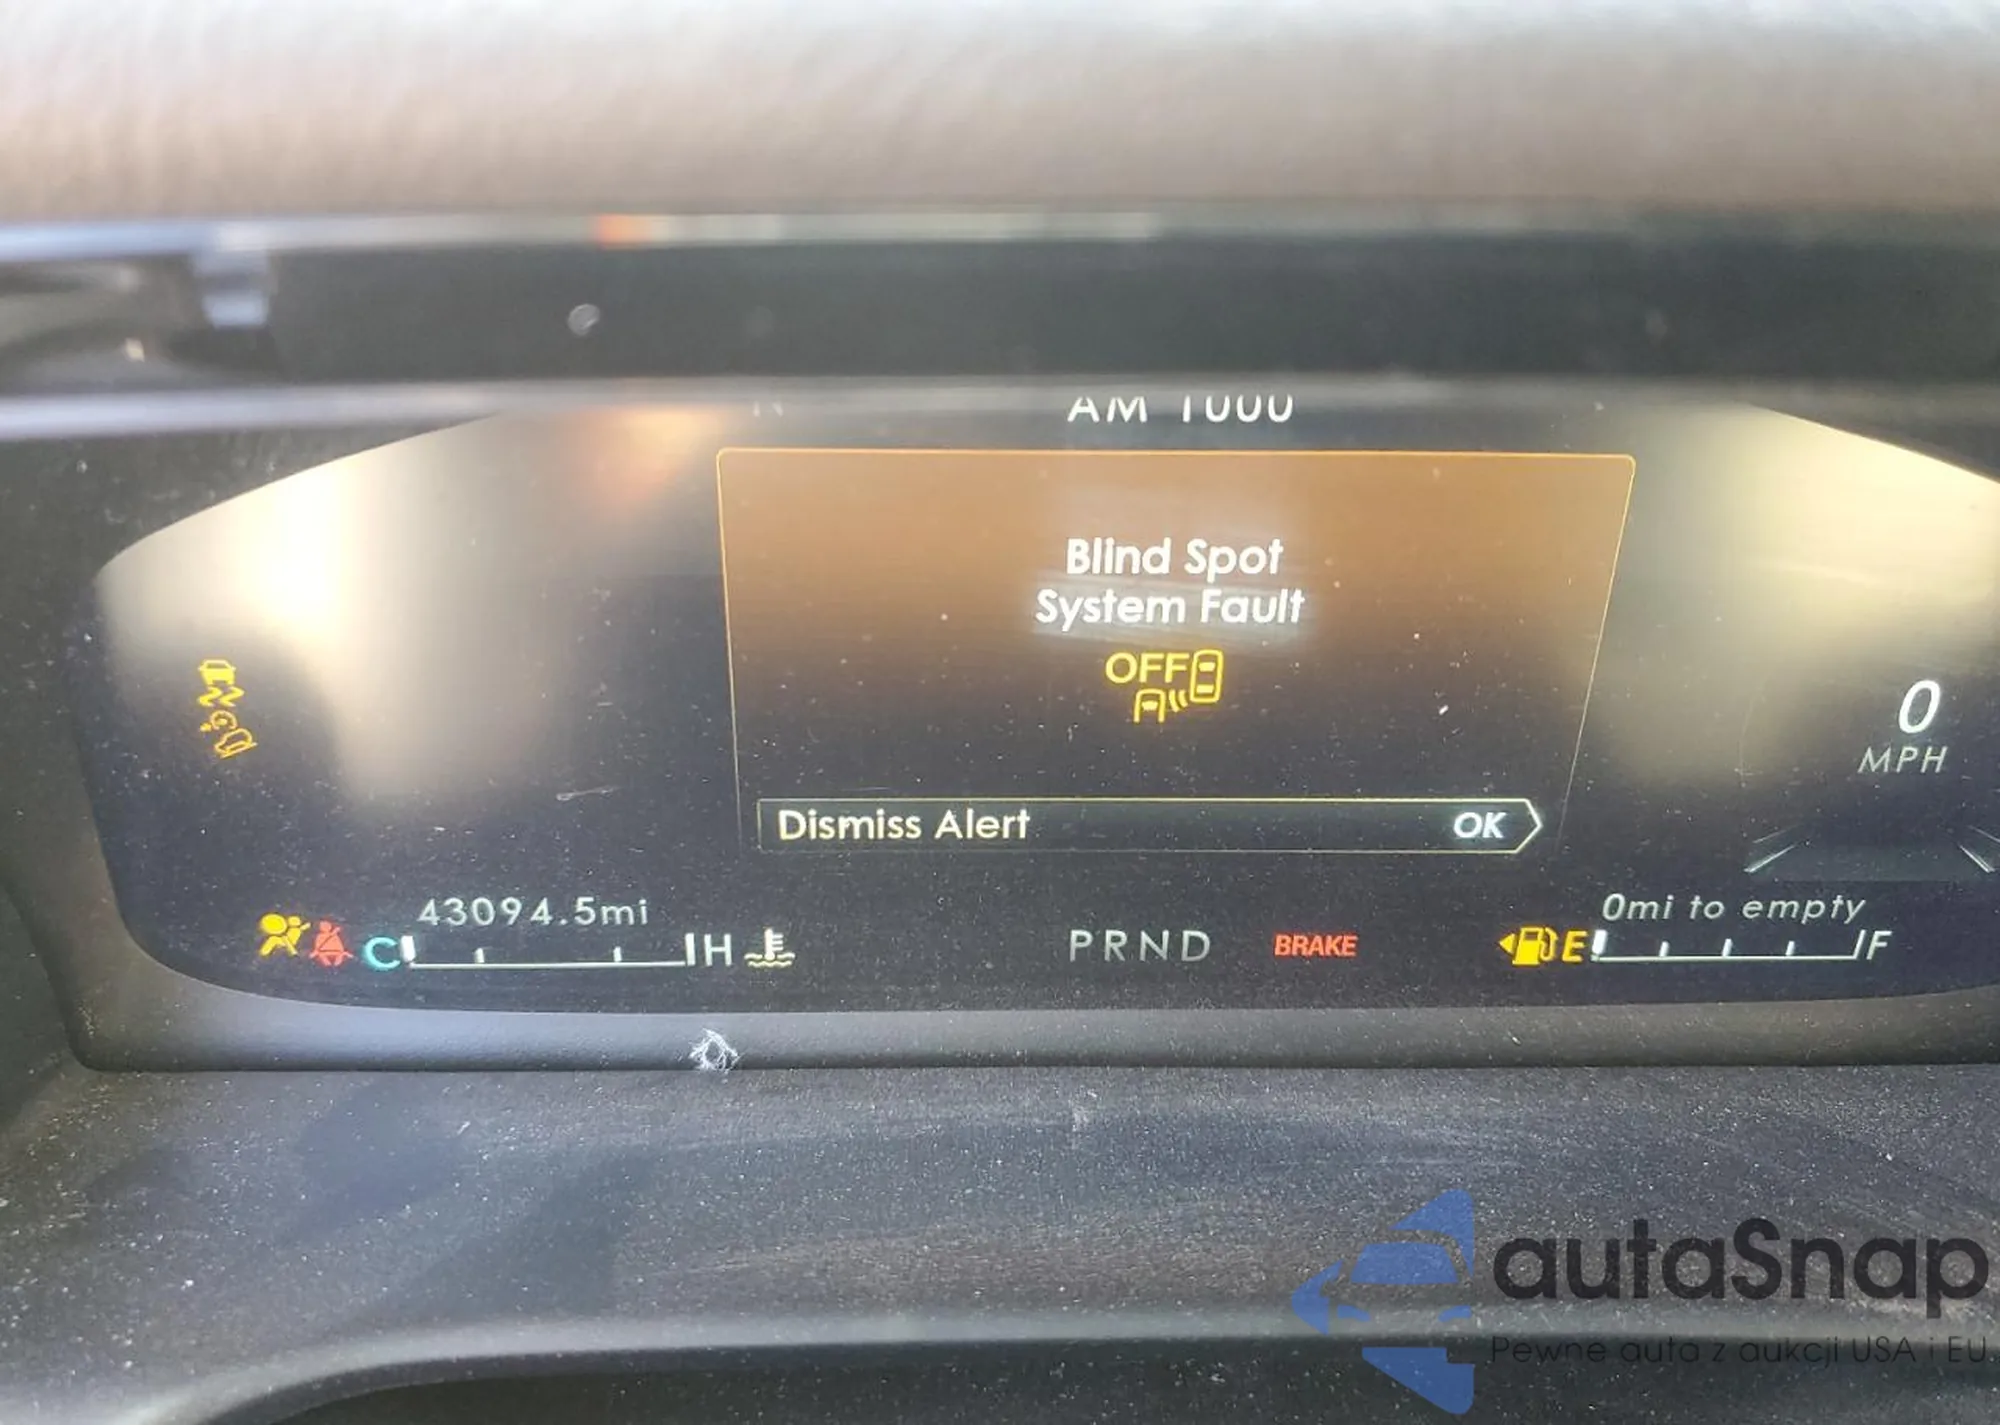 AM 1000
Blind Spot
System Fault
OFF
0
MPH
Dismiss Alert OK
43094.5mi
0mi to empty
C H PRND BRAKE E F
autaSnap
Pewne auta z aukcji USA i EU